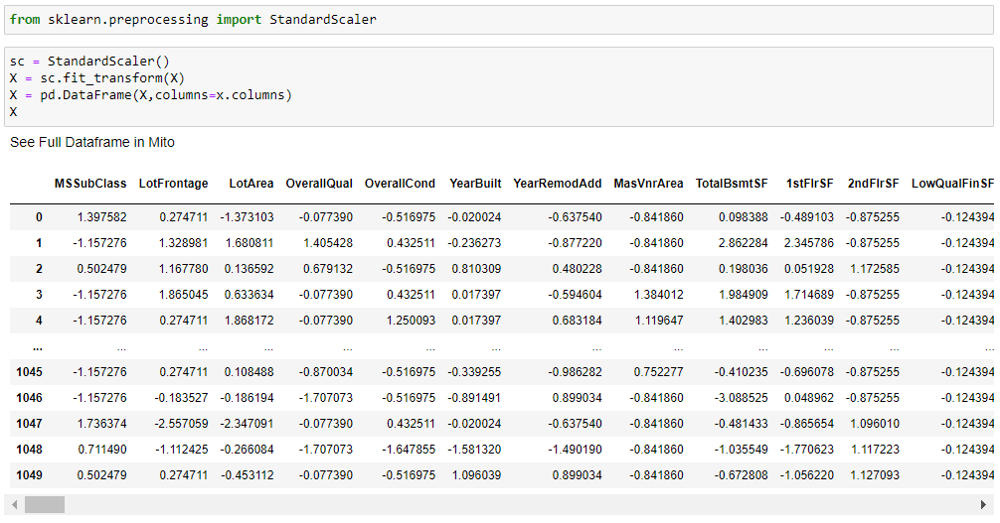 from sklearn.preprocessing import StandardScaler
sc = StandardScaler()
X = sc.fit_transform(X)
X = pd.DataFrame(X,columns=x.columns)
X
See Full Dataframe in Mito
MSSubClass LotFrontage LotArea OverallQual OverallCond YearBuilt YearRemodAdd MasVnrArea TotalBsmtSF 1stFlrSF 2ndFlrSF LowQualFinSF
0 1.397582 0.274711 -1.373103 -0.077390 -0.516975 -0.020024 -0.637540 -0.841860 0.098388 -0.489103 -0.875255 -0.124394
1 -1.157276 1.328981 1.680811 1.405428 0.432511 -0.236273 -0.877220 -0.841860 2.862284 2.345786 -0.875255 -0.124394
2 0.502479 1.167780 0.136592 0.679132 -0.516975 0.810309 0.480228 -0.841860 0.198036 0.051928 1.172585 -0.124394
3 -1.157276 1.865045 0.633634 -0.077390 0.432511 0.017397 -0.594604 1.384012 1.984909 1.714689 -0.875255 -0.124394
4 -1.157276 0.274711 1.868172 -0.077390 1.250093 0.017397 0.683184 1.119647 1.402983 1.236039 -0.875255 -0.124394
... ... ... ... ... ... ... ... ... ... ... ... ...
1045 -1.157276 0.274711 0.108488 -0.870034 -0.516975 -0.339255 -0.986282 0.752277 -0.410235 -0.696078 -0.875255 -0.124394
1046 -1.157276 -0.183527 -0.186194 -1.707073 -0.516975 -0.891491 0.899034 -0.841860 -3.088525 0.048962 -0.875255 -0.124394
1047 1.736374 -2.557059 -2.347091 -0.077390 0.432511 -0.020024 -0.637540 -0.841860 -0.481433 -0.865654 1.096010 -0.124394
1048 0.711490 -1.112425 -0.266084 -1.707073 -1.647855 -1.581320 -1.490190 -0.841860 -1.035549 -1.770623 1.117223 -0.124394
1049 0.502479 0.274711 -0.453112 -0.077390 -0.516975 1.096039 0.899034 -0.841860 -0.672808 -1.056220 1.127093 -0.124394